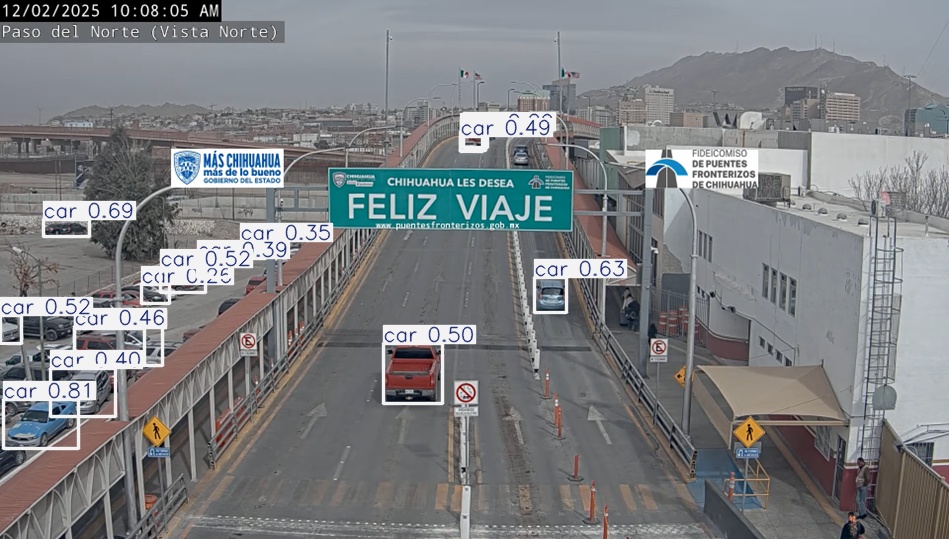 12/02/2025 10:08:05 AM
Paso del Norte (Vista Norte)
car 0.49
MÁS CHIHUAHUA
más de lo bueno
GOBIERNO DEL ESTADO
FIDEICOMISO
DE PUENTES
FRONTERIZOS
DE CHIHUAHUA
CHIHUAHUA LES DESEA
FELIZ VIAJE
www.puentesfronterizos.gob.mx
car 0.69
car 0.35
car 0.52
car 0.63
car 0.52
car 0.46
car 0.50
car 0.40
car 0.81